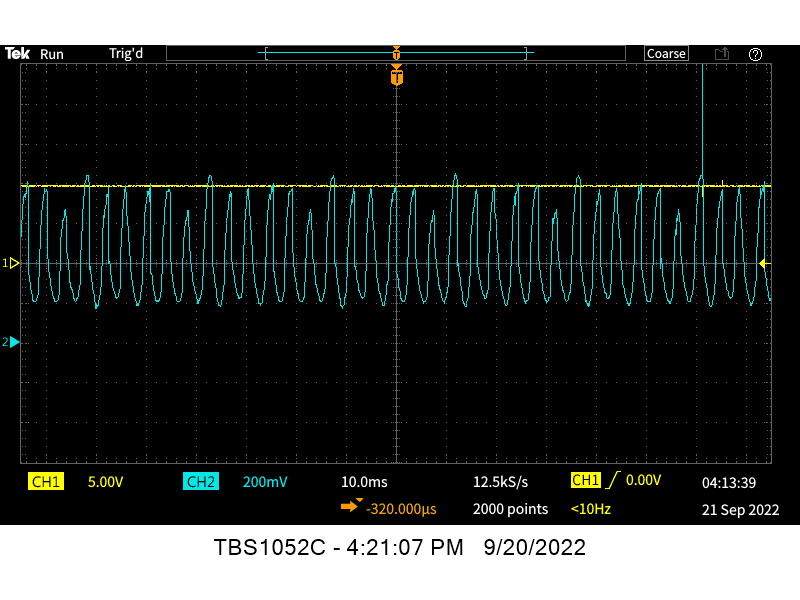 Tek Run Trig'd T Coarse ?
T
1
2
CH1 5.00V CH2 200mV 10.0ms 12.5kS/s CH1 0.00V 04:13:39
-320.000µs 2000 points <10Hz 21 Sep 2022
TBS1052C - 4:21:07 PM 9/20/2022